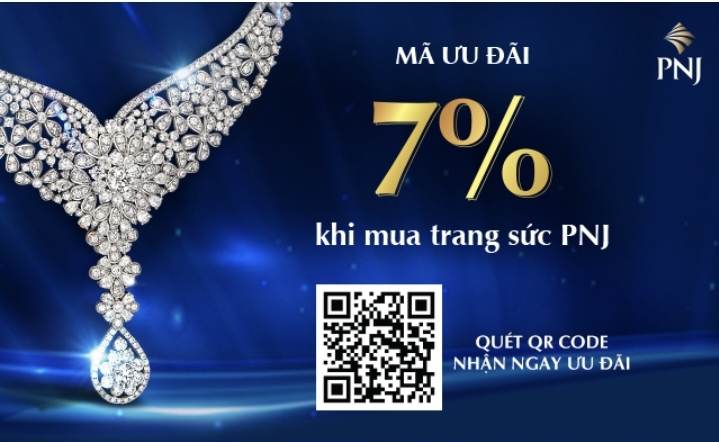 PNJ
MÃ ƯU ĐÃI
7%
khi mua trang sức PNJ
QUÉT QR CODE
NHẬN NGAY ƯU ĐÃI